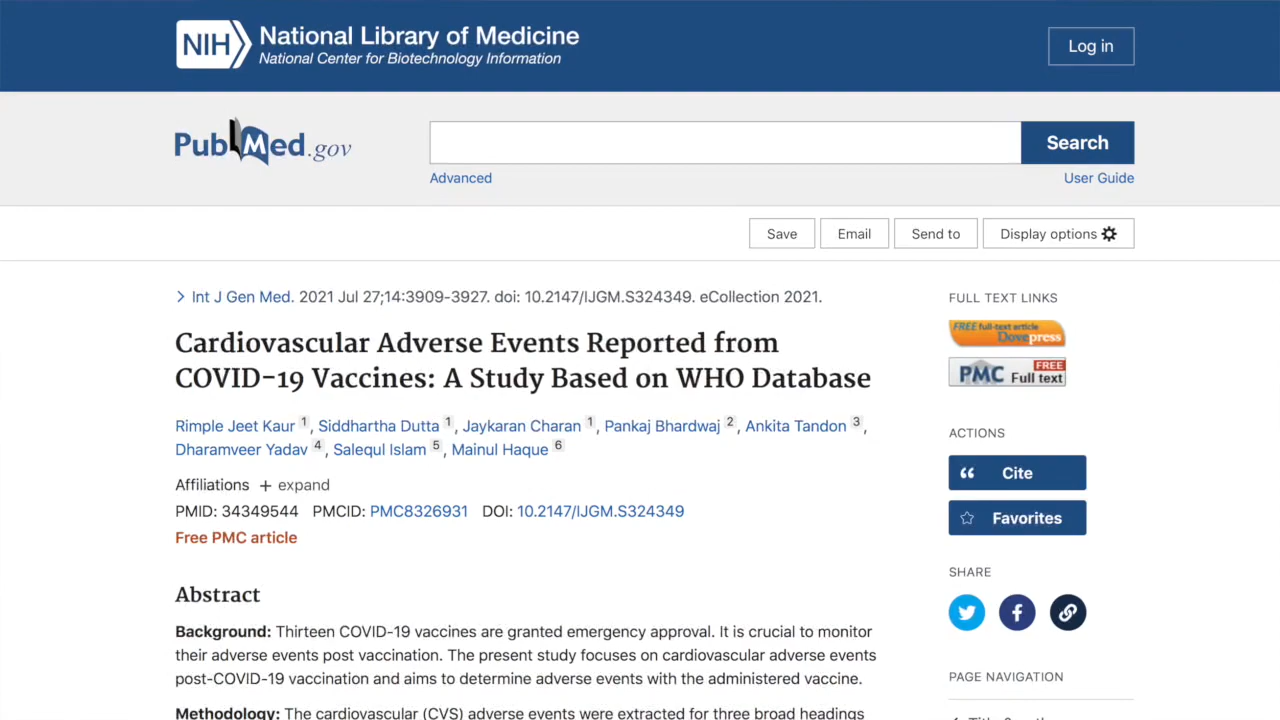 NIH National Library of Medicine
National Center for Biotechnology Information
Log in
PubMed.gov
Search
Advanced
User Guide
Save
Email
Send to
Display options
Int J Gen Med. 2021 Jul 27;14:3909-3927. doi: 10.2147/IJGM.S324349. eCollection 2021.
Cardiovascular Adverse Events Reported from
COVID-19 Vaccines: A Study Based on WHO Database
Rimple Jeet Kaur 1, Siddhartha Dutta 1, Jaykaran Charan 1, Pankaj Bhardwaj 2, Ankita Tandon 3,
Dharamveer Yadav 4, Salequl Islam 5, Mainul Haque 6
Affiliations + expand
PMID: 34349544 PMCID: PMC8326931 DOI: 10.2147/IJGM.S324349
Free PMC article
Abstract
Background: Thirteen COVID-19 vaccines are granted emergency approval. It is crucial to monitor
their adverse events post vaccination. The present study focuses on cardiovascular adverse events
post-COVID-19 vaccination and aims to determine adverse events with the administered vaccine.
Methodology: The cardiovascular (CVS) adverse events were extracted for three broad headings
FULL TEXT LINKS
FREE full-text article
Dovepress
PMC FREE
Full text
ACTIONS
Cite
Favorites
SHARE
PAGE NAVIGATION